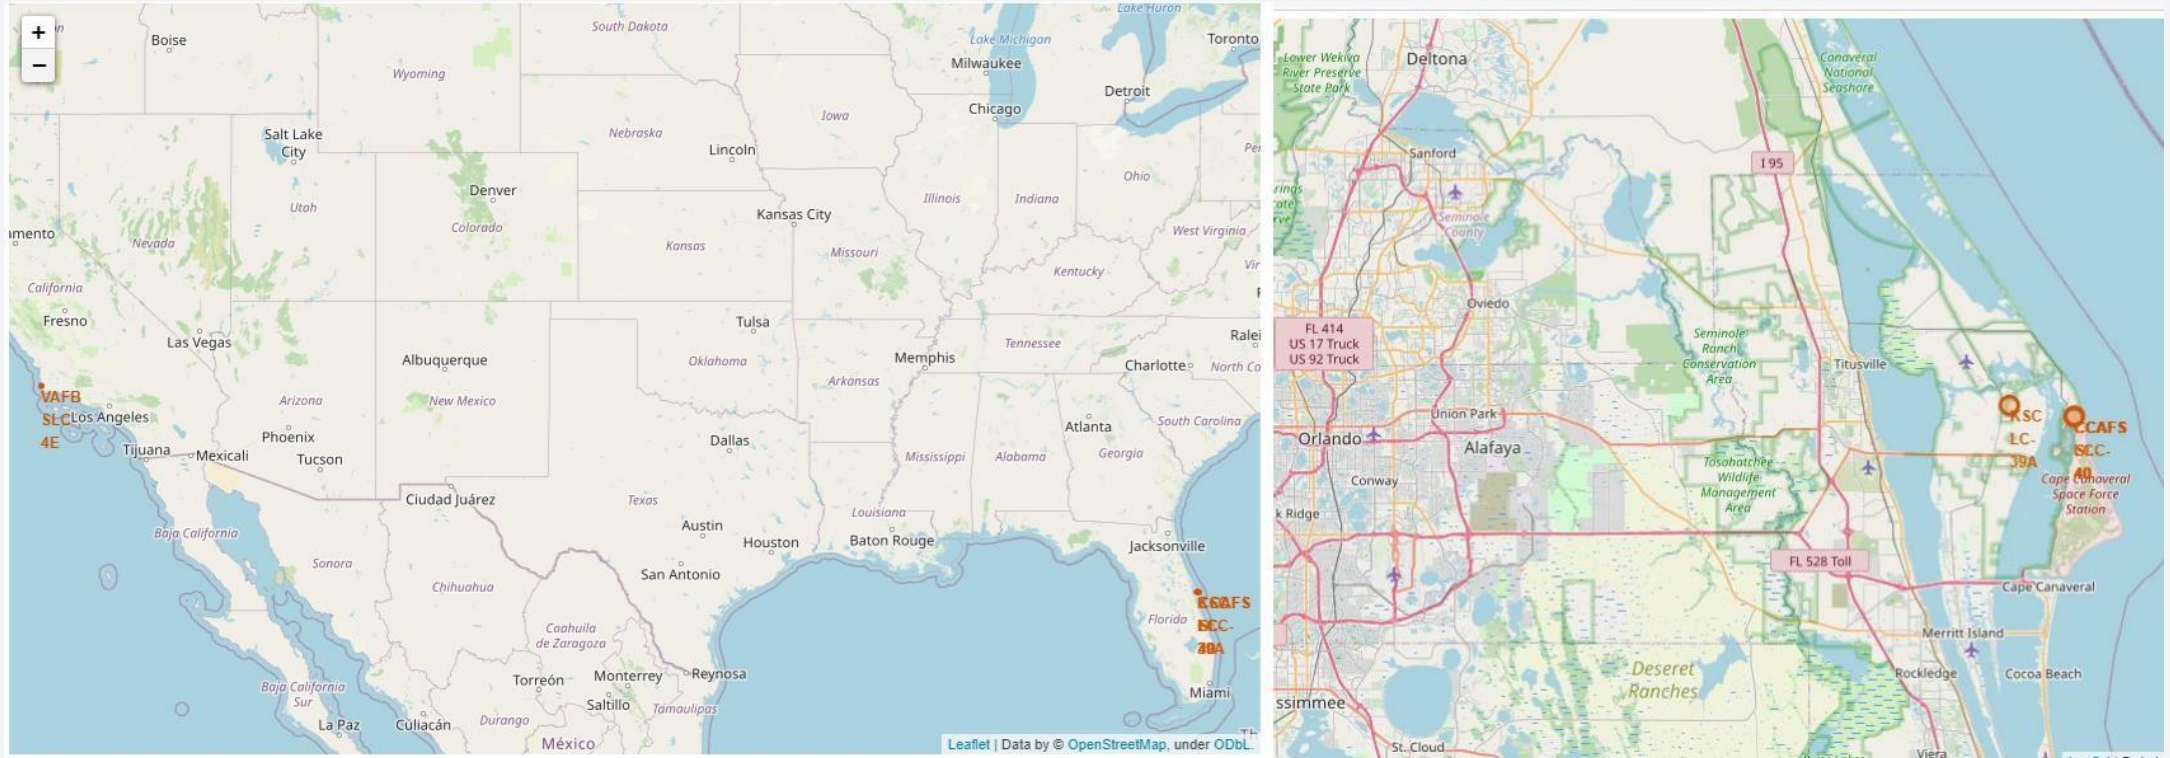 +
−
Boise
South Dakota
Lake Michigan
Lake Huron
Toronto
Wyoming
Milwaukee
Detroit
Chicago
Iowa
Salt Lake
City
Nebraska
Lincoln
Ohio
Denver
Utah
Colorado
Illinois
Indiana
Kansas City
Nevada
Kansas
Missouri
West Virginia
Kentucky
California
Fresno
Las Vegas
Tulsa
Albuquerque
Oklahoma
Memphis
Tennessee
Charlotte
Arkansas
VAFB
SLC-
4E
Los Angeles
Arizona
New Mexico
Phoenix
Tucson
Dallas
Atlanta
South Carolina
Tijuana
Mexicali
Mississippi
Alabama
Georgia
Ciudad Juárez
Texas
Louisiana
Baja California
Austin
Houston
Baton Rouge
Jacksonville
Sonora
Chihuahua
San Antonio
Florida
Coahuila
de Zaragoza
Baja California
Sur
Torreón
Monterrey
Reynosa
Saltillo
Tamaulipas
Miami
La Paz
Culiacán
Durango
México
Leaflet | Data by © OpenStreetMap, under ODbL.
Lower Wekiva
River Preserve
State Park
Deltona
Canaveral
National
Seashore
Sanford
I 95
Seminole
County
Oviedo
FL 414
US 17 Truck
US 92 Truck
Seminole
Ranch
Conservation
Area
Titusville
Union Park
Orlando
Alafaya
KSC
LC-
39A
CCAFS
Tosohatchee
Wildlife
Management
Area
Conway
Cape Canaveral
Space Force
Station
FL 528 Toll
Cape Canaveral
Merritt Island
Deseret
Ranches
Rockledge
Cocoa Beach
St. Cloud
Viera